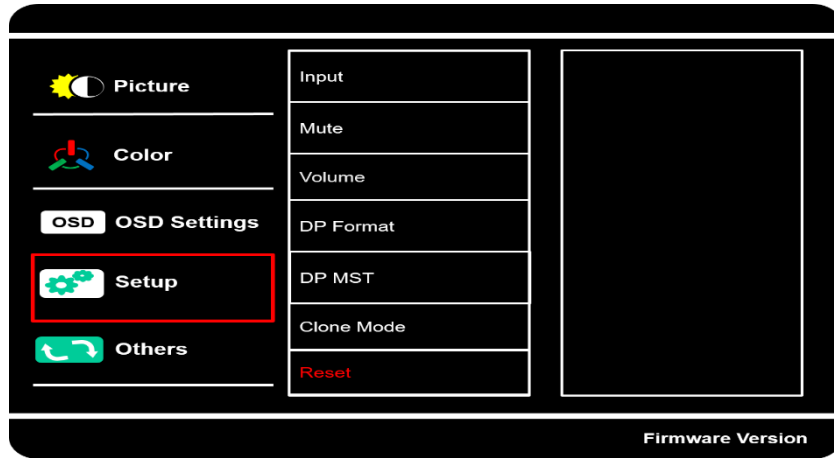 Picture
Color
OSD OSD Settings
Setup
Others
Input
Mute
Volume
DP Format
DP MST
Clone Mode
Reset
Firmware Version